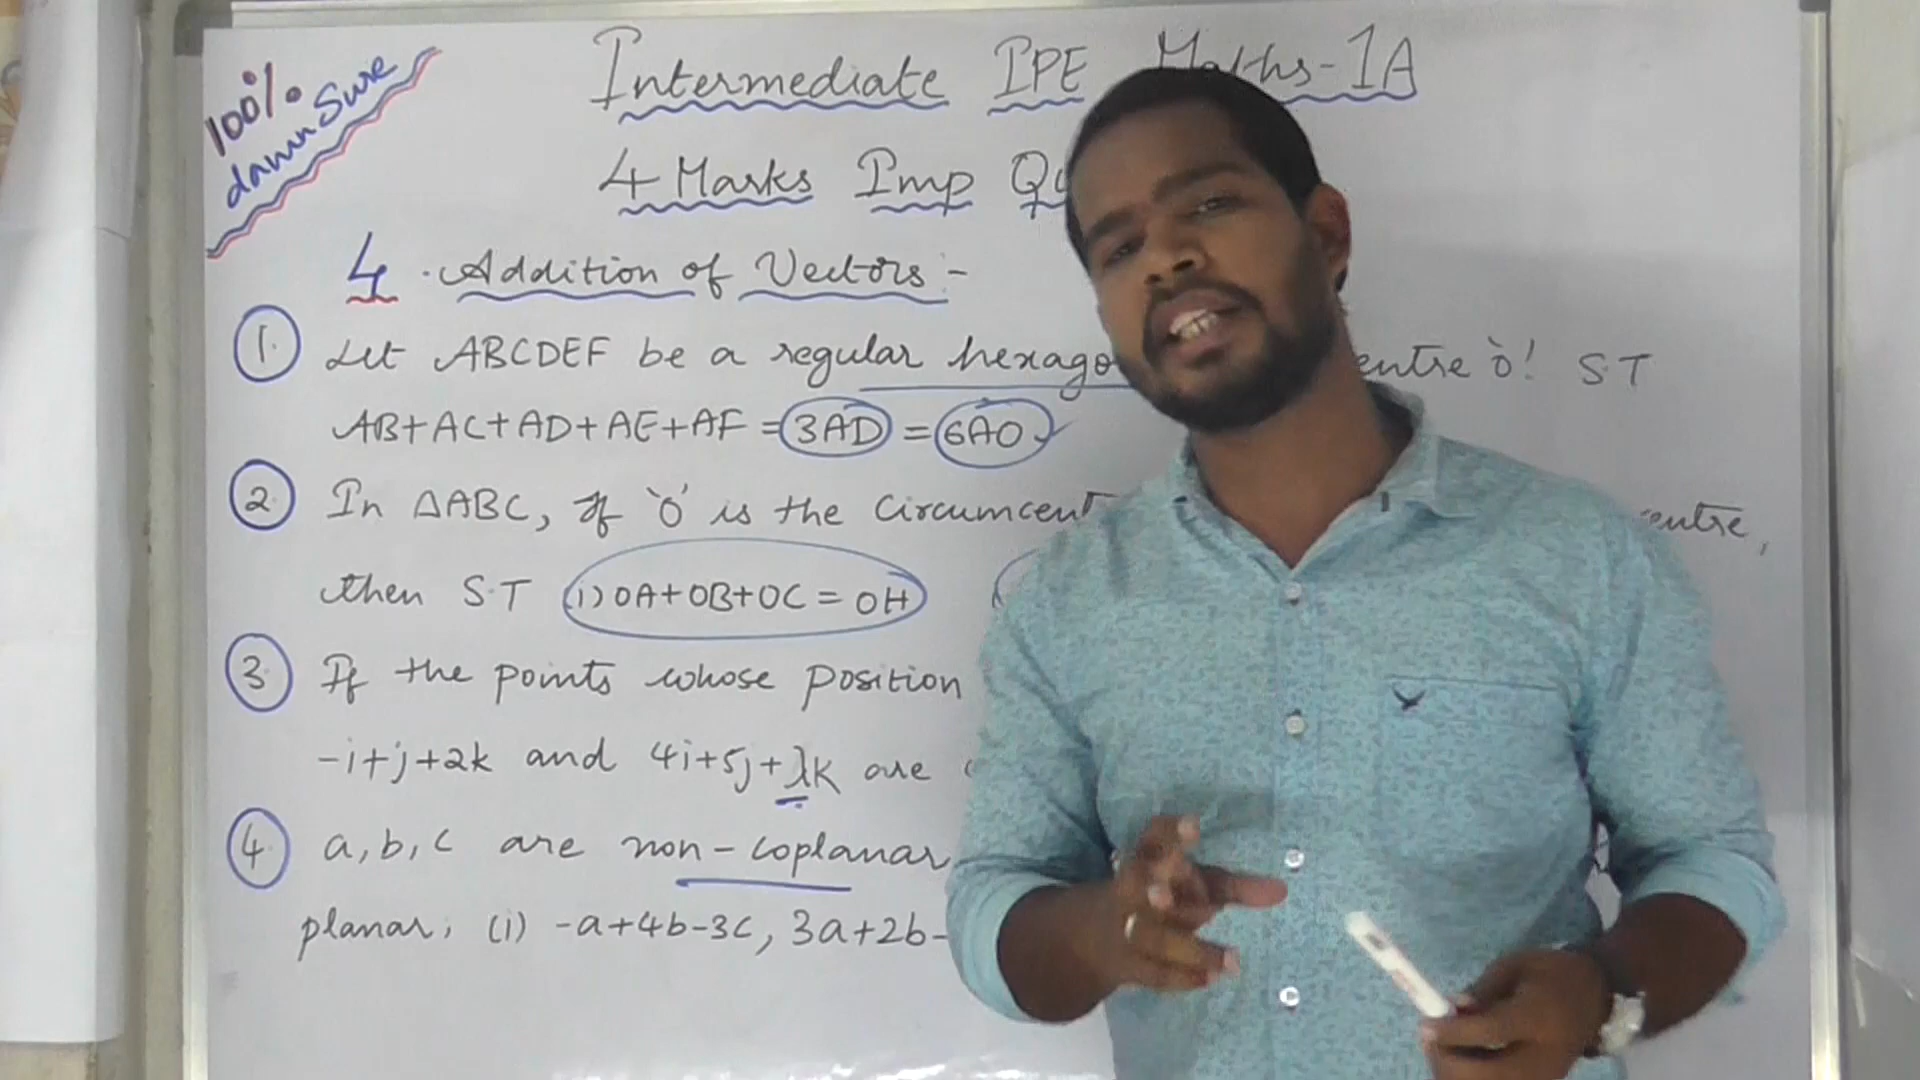 100%
damn Sure
Intermediate IPE Maths-1A
4 Marks Imp
4. Addition of Vectors:-
1. Let ABCDEF be a regular centre 'o'. S.T
AB+AC+AD+AE+AF = 3AD = 6AO
2. In ΔABC, If 'O' is the
then S.T (i) OA+OB+OC = OH
3. If the points whose position
-i+j+2k and 4i+5j+λk are
4. a, b, c are non-coplanar
planar; (i) -a+4b-3c, 3a+2b-